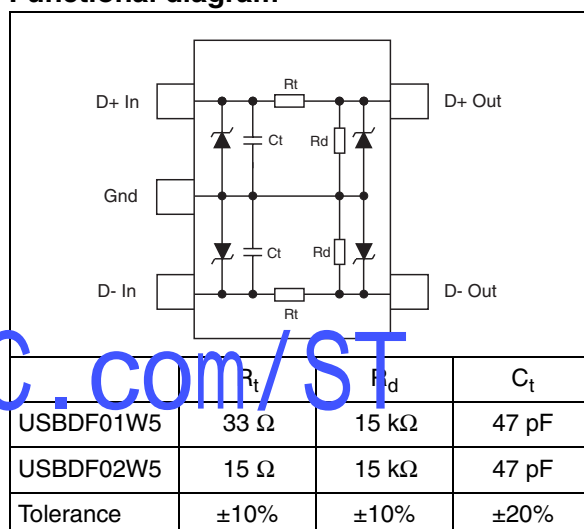 Functional diagram
Rt
D+ In
D+ Out
Ct
Rd
Gnd
Ct
Rd
D- In
D- Out
Rt
C.com/ST
Rt Rd Ct
USBDF01W5 33 Ω 15 kΩ 47 pF
USBDF02W5 15 Ω 15 kΩ 47 pF
Tolerance ±10% ±10% ±20%